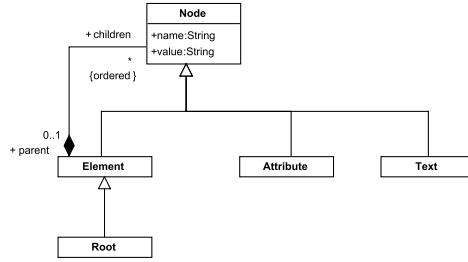 Node
+name:String
+value:String
+ children
*
{ordered }
0..1
+ parent
Element
Attribute
Text
Root